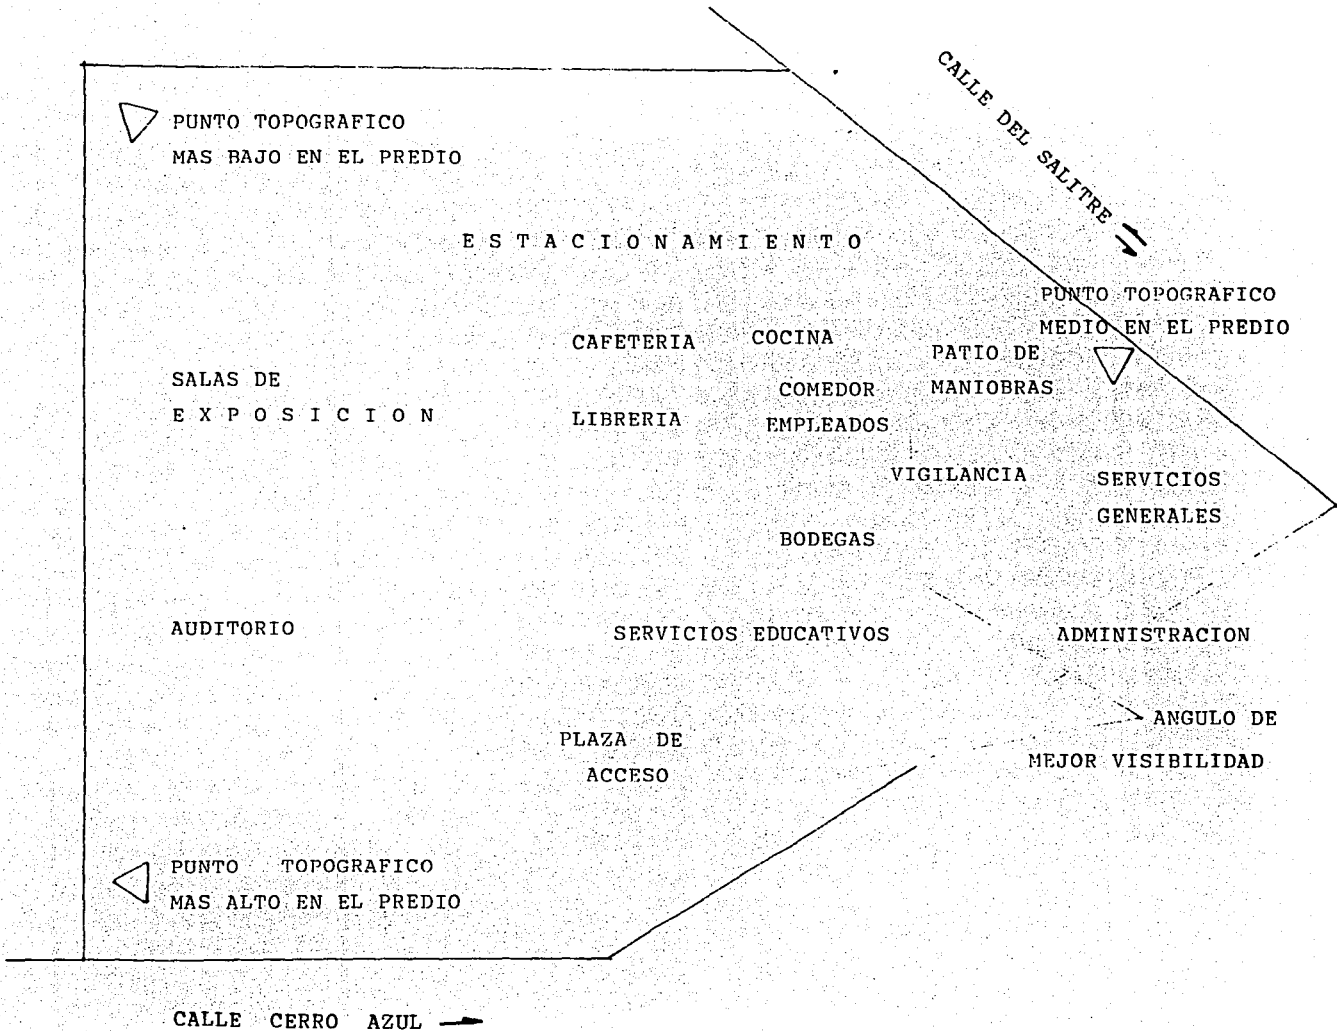 CALLE DEL SALITRE
PUNTO TOPOGRAFICO
MAS BAJO EN EL PREDIO
E S T A C I O N A M I E N T O
PUNTO TOPOGRAFICO
MEDIO EN EL PREDIO
CAFETERIA
COCINA
PATIO DE
MANIOBRAS
SALAS DE
E X P O S I C I O N
COMEDOR
EMPLEADOS
LIBRERIA
VIGILANCIA
SERVICIOS
GENERALES
BODEGAS
AUDITORIO
SERVICIOS EDUCATIVOS
ADMINISTRACION
ANGULO DE
MEJOR VISIBILIDAD
PLAZA DE
ACCESO
PUNTO TOPOGRAFICO
MAS ALTO EN EL PREDIO
CALLE CERRO AZUL